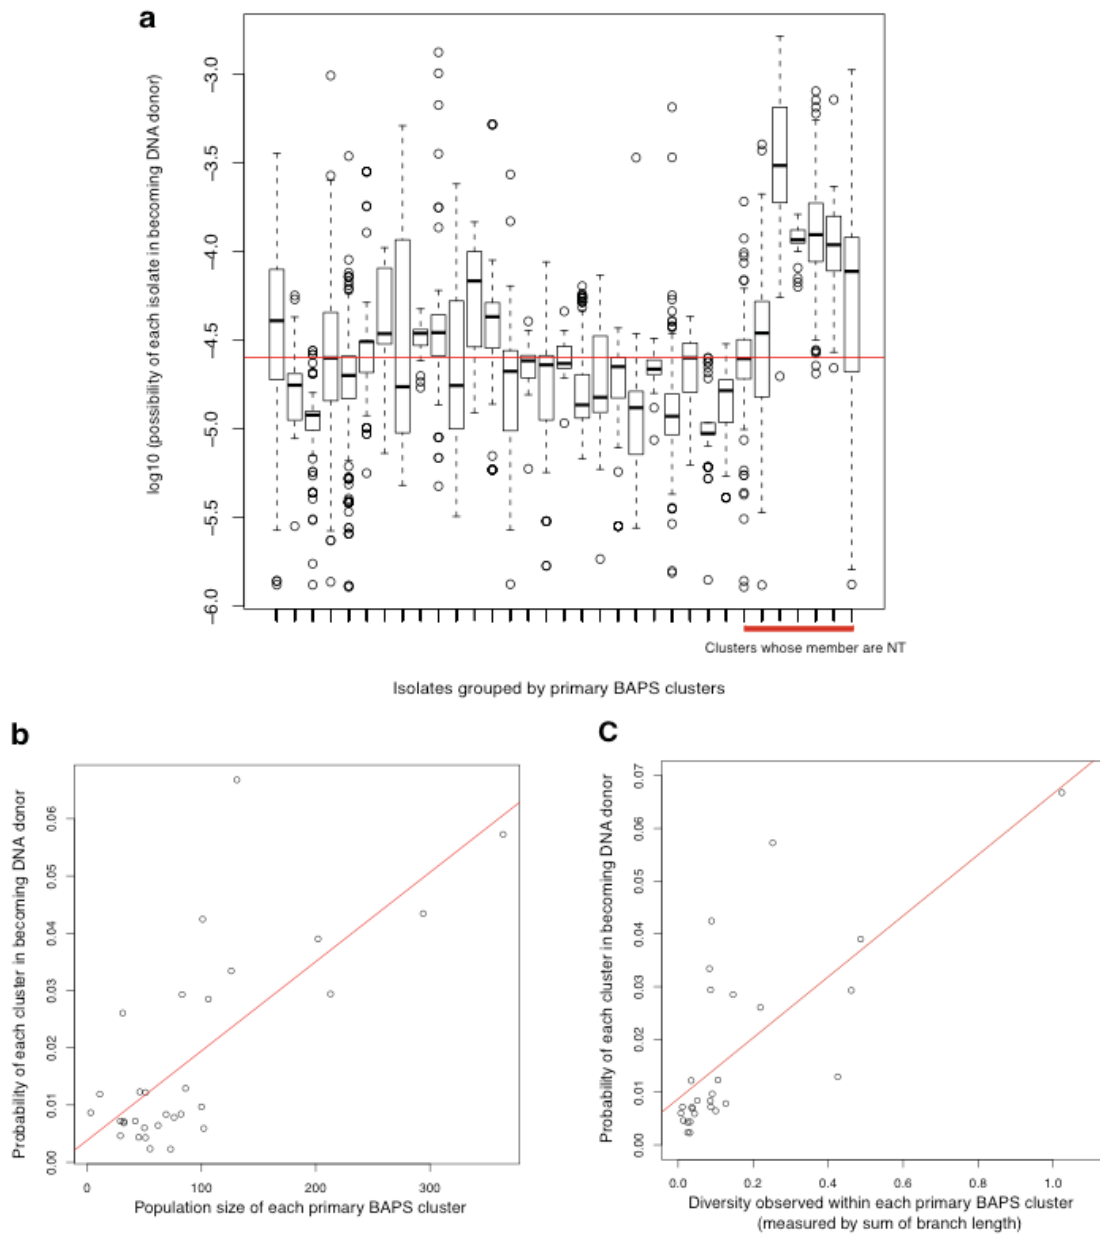 a
log10 (possibility of each isolate in becoming DNA donor)
-3.0
-3.5
-4.0
-4.5
-5.0
-5.5
-6.0
Clusters whose member are NT
Isolates grouped by primary BAPS clusters
b
Probability of each cluster in becoming DNA donor
0.06
0.05
0.04
0.03
0.02
0.01
0.00
0 100 200 300
Population size of each primary BAPS cluster
C
Probability of each cluster in becoming DNA donor
0.07
0.06
0.05
0.04
0.03
0.02
0.01
0.00
0.0 0.2 0.4 0.6 0.8 1.0
Diversity observed within each primary BAPS cluster
(measured by sum of branch length)